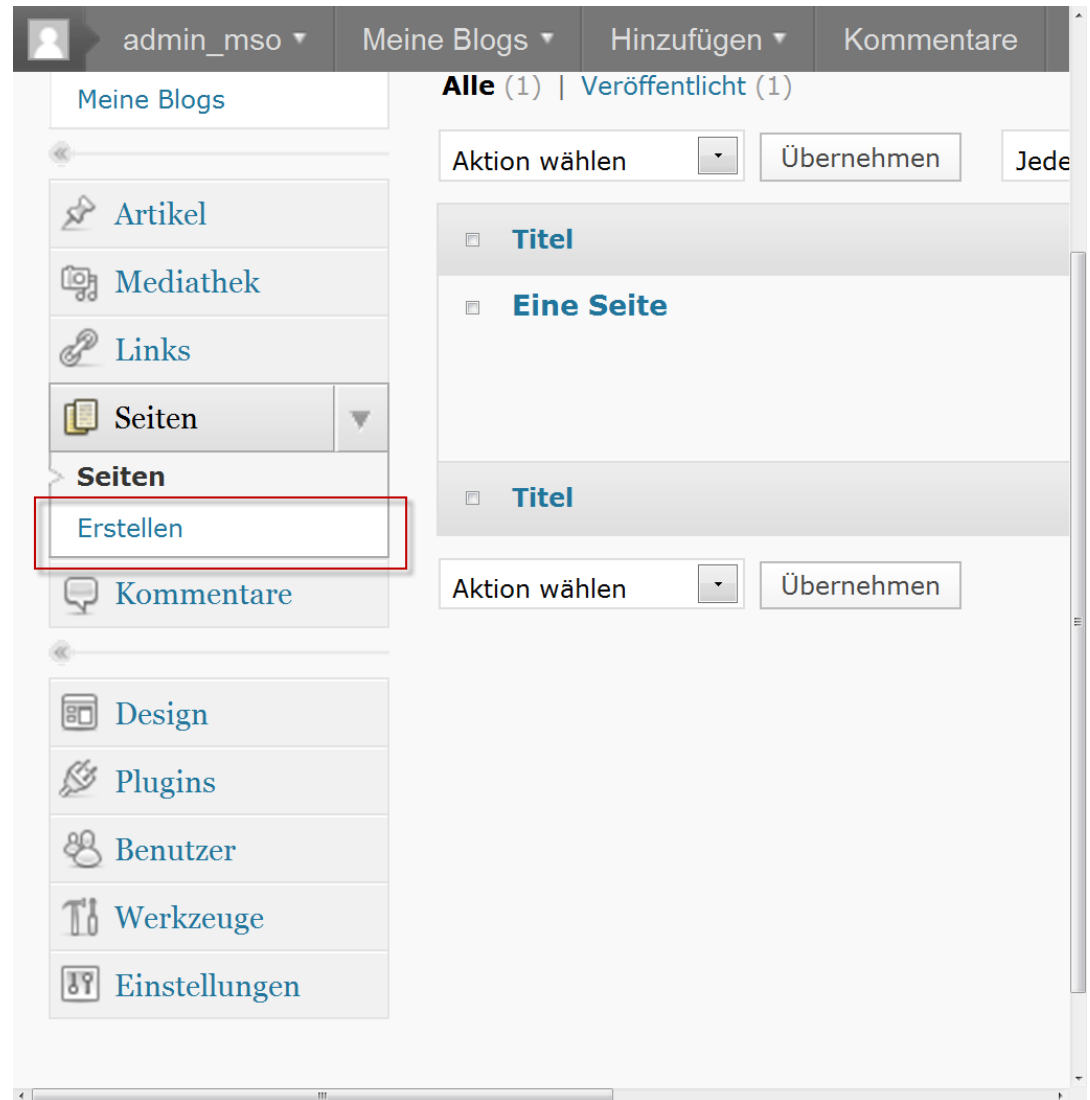 admin_mso Meine Blogs Hinzufügen Kommentare
Meine Blogs
Artikel
Mediathek
Links
Seiten
Seiten
Erstellen
Kommentare
Design
Plugins
Benutzer
Werkzeuge
Einstellungen
Alle (1) | Veröffentlicht (1)
Aktion wählen Übernehmen Jede
Titel
Eine Seite
Titel
Aktion wählen Übernehmen